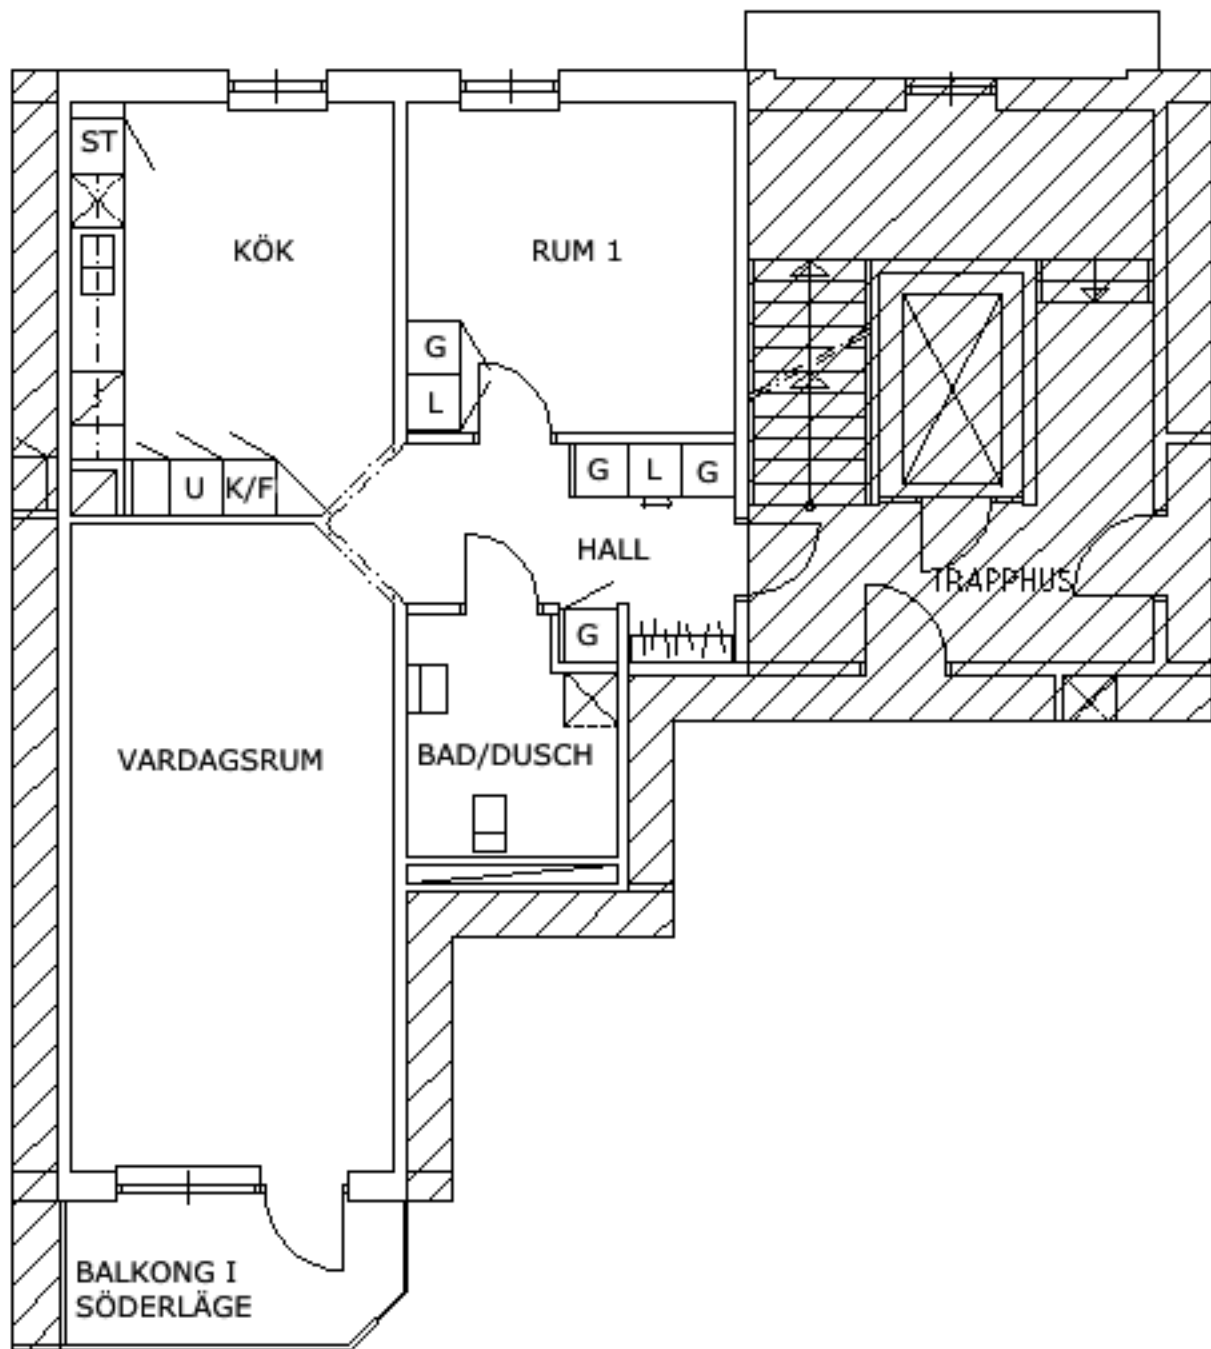 ST
KÖK
RUM 1
G
L
U K/F
G L G
HALL
TRAPPHUS
G
VARDAGSRUM
BAD/DUSCH
BALKONG I
SÖDERLÄGE